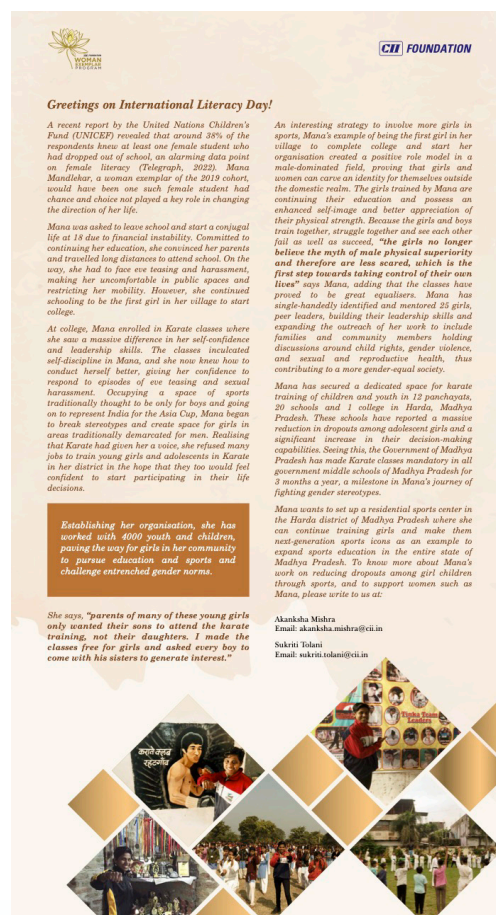 WOMAN
EXEMPLAR
PROGRAM
CII FOUNDATION
Greetings on International Literacy Day!
A recent report by the United Nations Children's
Fund (UNICEF) revealed that around 38% of the
respondents knew at least one female student who
had dropped out of school, an alarming data point
on female literacy (Telegraph, 2022). Mana
Mandlekar, a woman exemplar of the 2019 cohort,
would have been one such female student had
chance and choice not played a key role in changing
the direction of her life.
Mana was asked to leave school and start a conjugal
life at 18 due to financial instability. Committed to
continuing her education, she convinced her parents
and travelled long distances to attend school. On the
way, she had to face eve teasing and harassment,
making her uncomfortable in public spaces and
restricting her mobility. However, she continued
schooling to be the first girl in her village to start
college.
At college, Mana enrolled in Karate classes where
she saw a massive difference in her self-confidence
and leadership skills. The classes inculcated
self-discipline in Mana, and she now knew how to
conduct herself better, giving her confidence to
respond to episodes of eve teasing and sexual
harassment. Occupying a space of sports
traditionally thought to be only for boys and going
on to represent India for the Asia Cup, Mana began
to break stereotypes and create space for girls in
areas traditionally demarcated for men. Realising
that Karate had given her a voice, she refused many
jobs to train young girls and adolescents in Karate
in her district in the hope that they too would feel
confident to start participating in their life
decisions.
Establishing her organisation, she has
worked with 4000 youth and children,
paving the way for girls in her community
to pursue education and sports and
challenge entrenched gender norms.
She says, “parents of many of these young girls
only wanted their sons to attend the karate
training, not their daughters. I made the
classes free for girls and asked every boy to
come with his sisters to generate interest.”
An interesting strategy to involve more girls in
sports, Mana's example of being the first girl in her
village to complete college and start her
organisation created a positive role model in a
male-dominated field, proving that girls and
women can carve an identity for themselves outside
the domestic realm. The girls trained by Mana are
continuing their education and possess an
enhanced self-image and better appreciation of
their physical strength. Because the girls and boys
train together, struggle together and see each other
fail as well as succeed, “the girls no longer
believe the myth of male physical superiority
and therefore are less scared, which is the
first step towards taking control of their own
lives” says Mana, adding that the classes have
proved to be great equalisers. Mana has
single-handedly identified and mentored 25 girls,
peer leaders, building their leadership skills and
expanding the outreach of her work to include
families and community members holding
discussions around child rights, gender violence,
and sexual and reproductive health, thus
contributing to a more gender-equal society.
Mana has secured a dedicated space for karate
training of children and youth in 12 panchayats,
20 schools and 1 college in Harda, Madhya
Pradesh. These schools have reported a massive
reduction in dropouts among adolescent girls and a
significant increase in their decision-making
capabilities. Seeing this, the Government of Madhya
Pradesh has made Karate classes mandatory in all
government middle schools of Madhya Pradesh for
3 months a year, a milestone in Mana's journey of
fighting gender stereotypes.
Mana wants to set up a residential sports center in
the Harda district of Madhya Pradesh where she
can continue training girls and make them
next-generation sports icons as an example to
expand sports education in the entire state of
Madhya Pradesh. To know more about Mana's
work on reducing dropouts among girl children
through sports, and to support women such as
Mana, please write to us at:
Akanksha Mishra
Email: akanksha.mishra@cii.in
Sukriti Tolani
Email: sukriti.tolani@cii.in
Team
Leaders
कराते क्लब
रहटगाँव